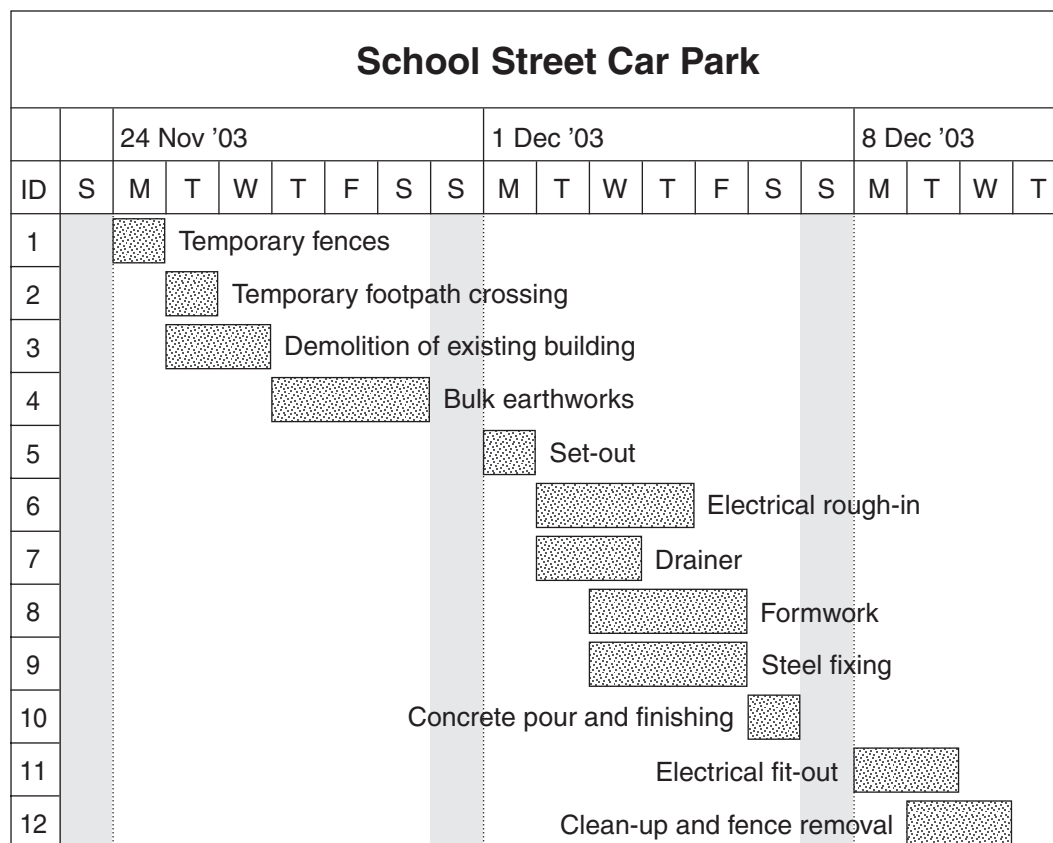 School Street Car Park
24 Nov '03 1 Dec '03 8 Dec '03
ID S M T W T F S S M T W T F S S M T W T
1 Temporary fences
2 Temporary footpath crossing
3 Demolition of existing building
4 Bulk earthworks
5 Set-out
6 Electrical rough-in
7 Drainer
8 Formwork
9 Steel fixing
10 Concrete pour and finishing
11 Electrical fit-out
12 Clean-up and fence removal